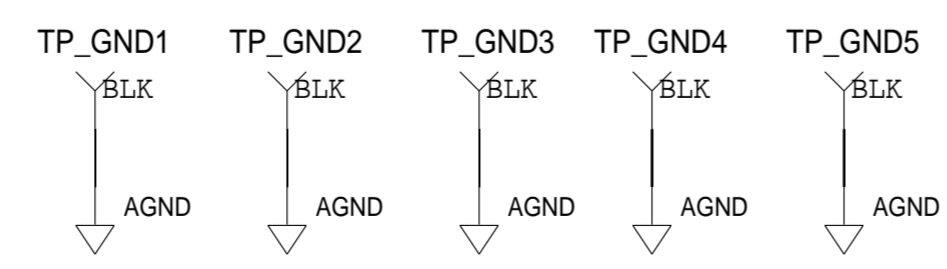 TP_GND1 TP_GND2 TP_GND3 TP_GND4 TP_GND5
BLK BLK BLK BLK BLK
AGND AGND AGND AGND AGND